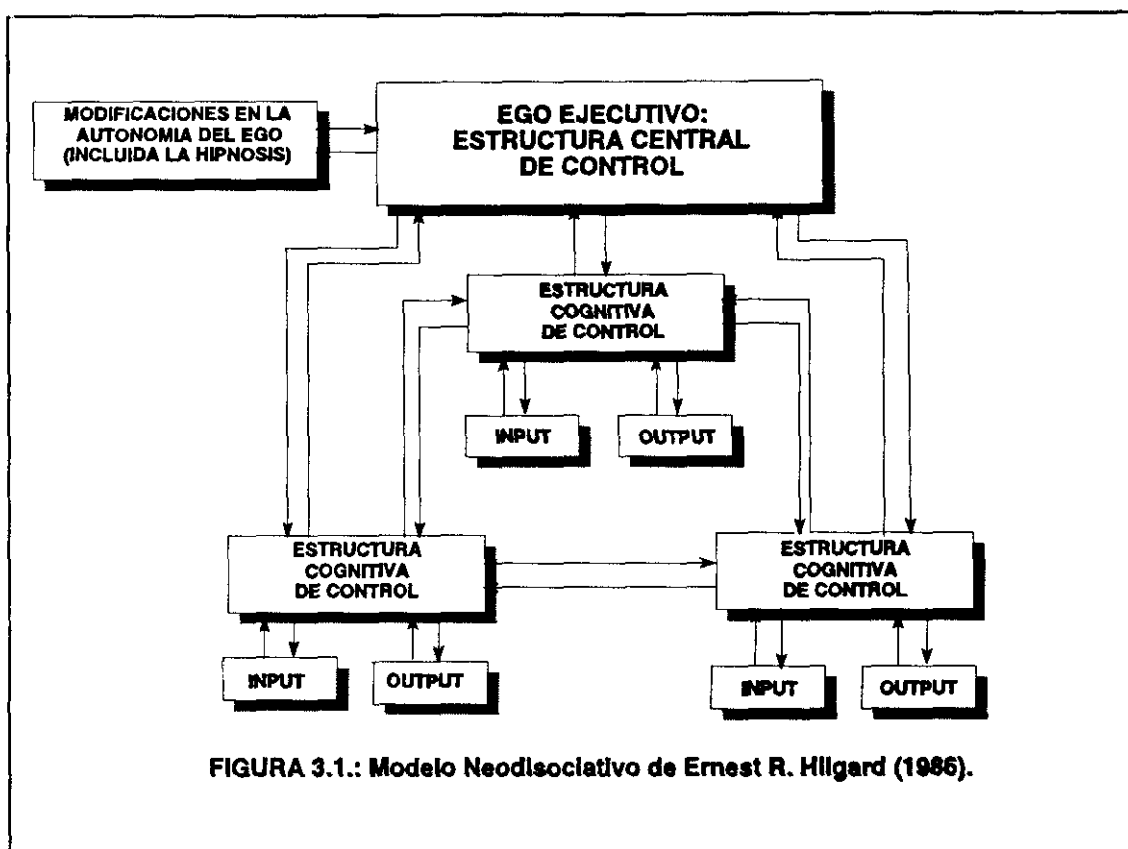 MODIFICACIONES EN LA
AUTONOMIA DEL EGO
(INCLUIDA LA HIPNOSIS)
EGO EJECUTIVO:
ESTRUCTURA CENTRAL
DE CONTROL
ESTRUCTURA
COGNITIVA
DE CONTROL
INPUT
OUTPUT
ESTRUCTURA
COGNITIVA
DE CONTROL
INPUT
OUTPUT
ESTRUCTURA
COGNITIVA
DE CONTROL
INPUT
OUTPUT
FIGURA 3.1.: Modelo Neodisociativo de Ernest R. Hilgard (1986).